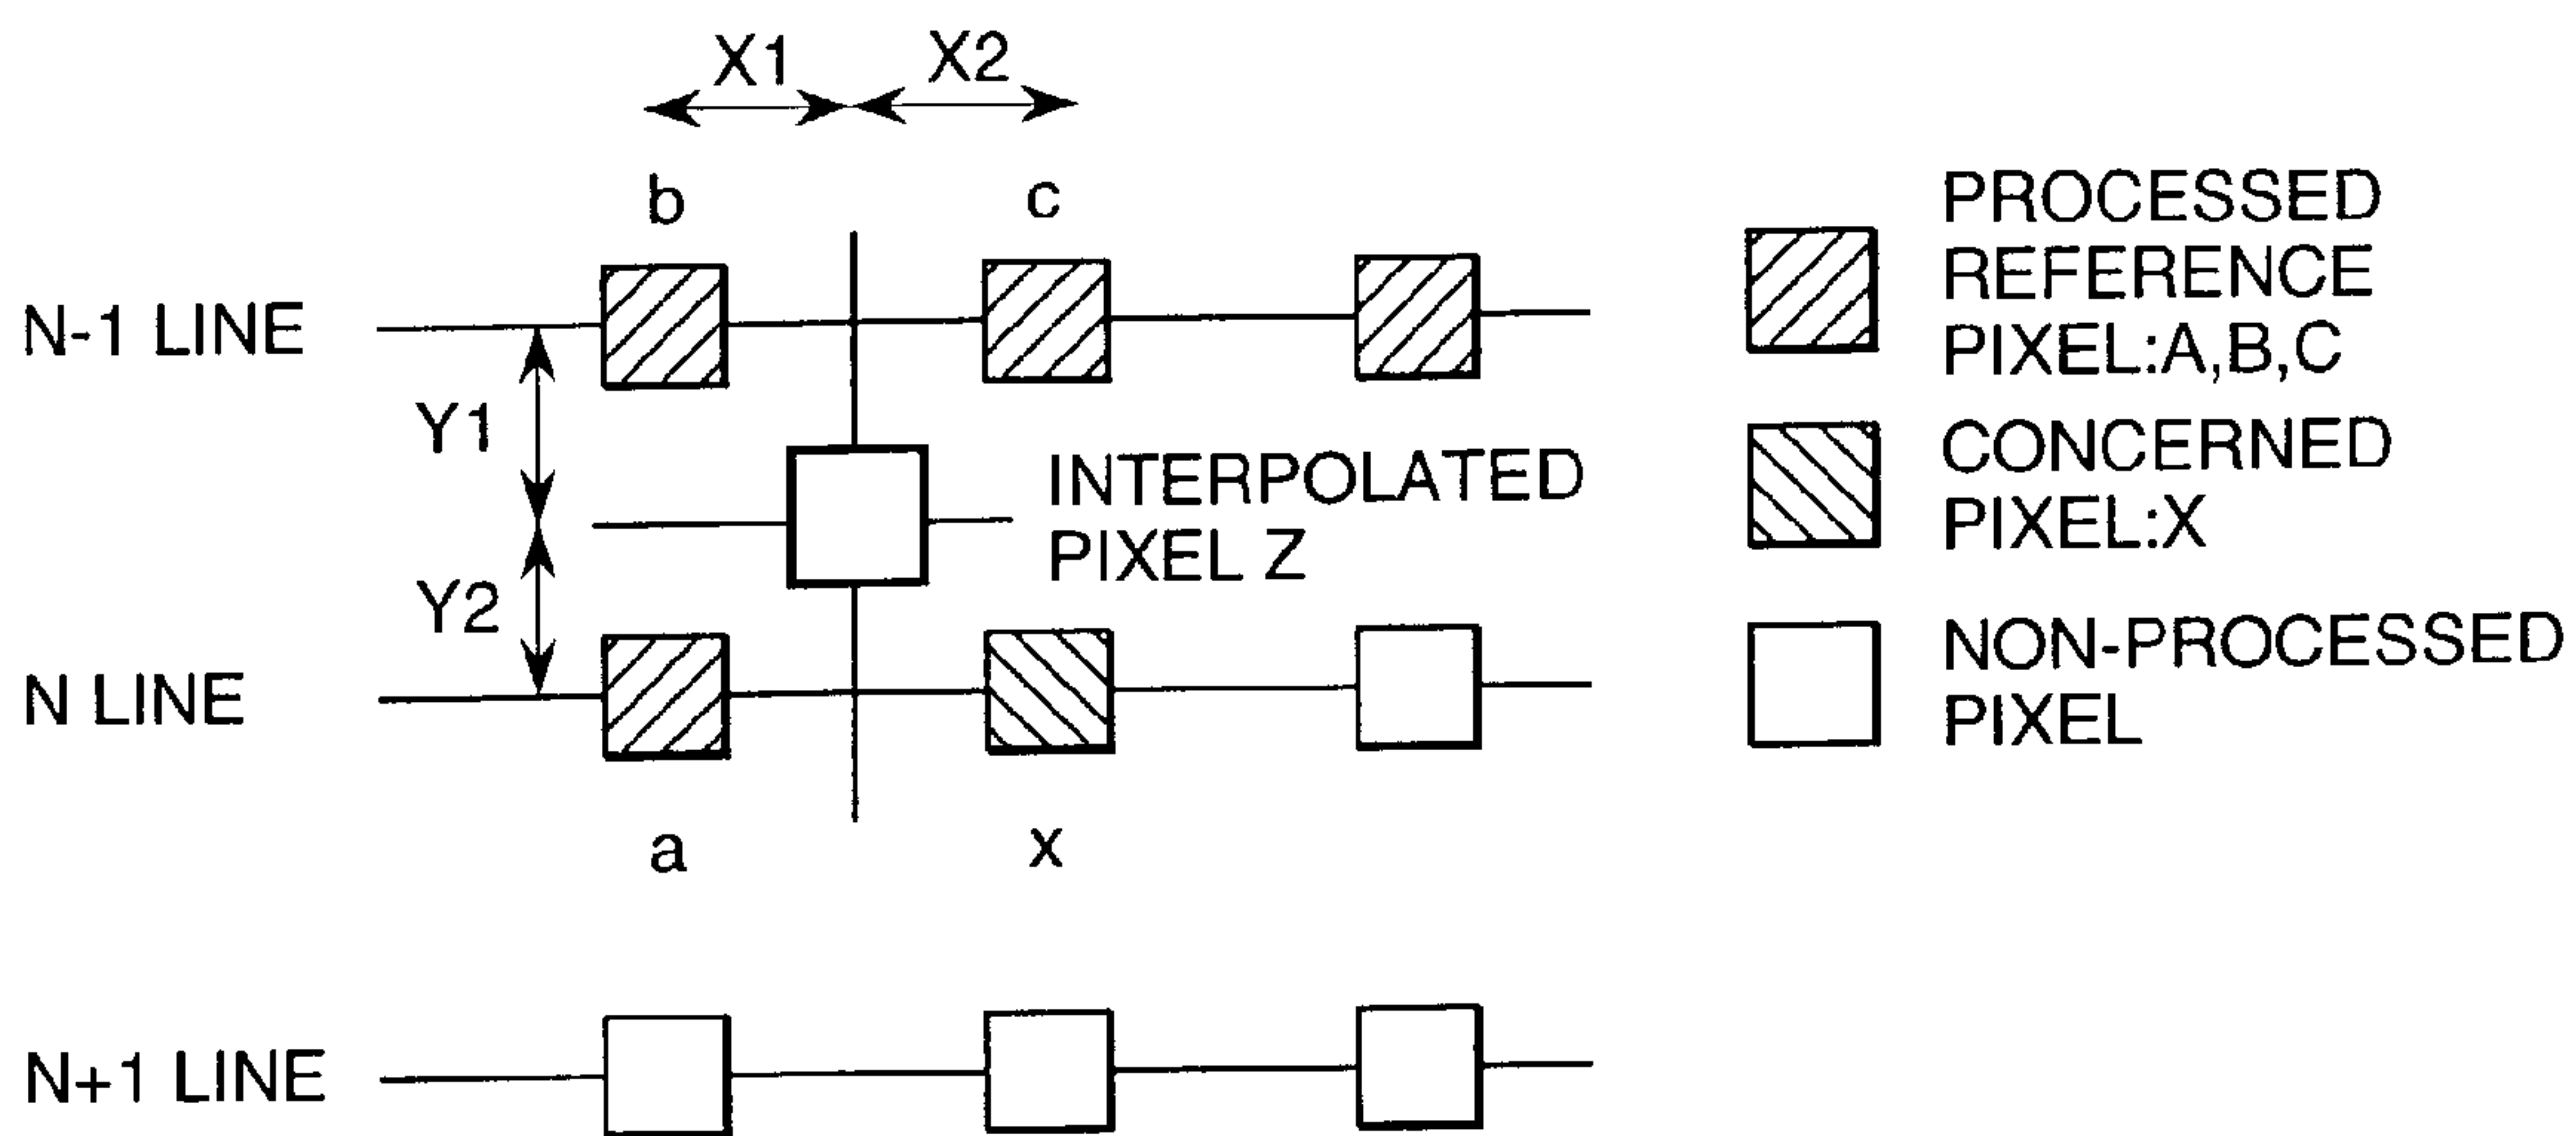 X1 X2
b c
N-1 LINE
Y1
INTERPOLATED
PIXEL Z
Y2
N LINE
a x
N+1 LINE
PROCESSED
REFERENCE
PIXEL:A,B,C
CONCERNED
PIXEL:X
NON-PROCESSED
PIXEL